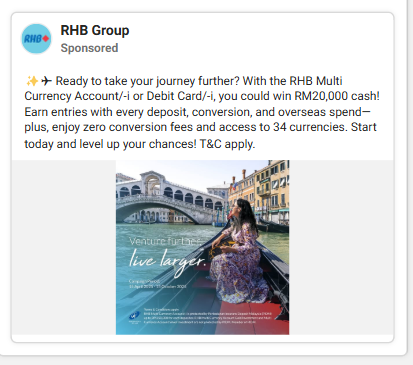 RHB
RHB Group
Sponsored
✨✈ Ready to take your journey further? With the RHB Multi
Currency Account/-i or Debit Card/-i, you could win RM20,000 cash!
Earn entries with every deposit, conversion, and overseas spend—
plus, enjoy zero conversion fees and access to 34 currencies. Start
today and level up your chances! T&C apply.
Venture further,
live larger.